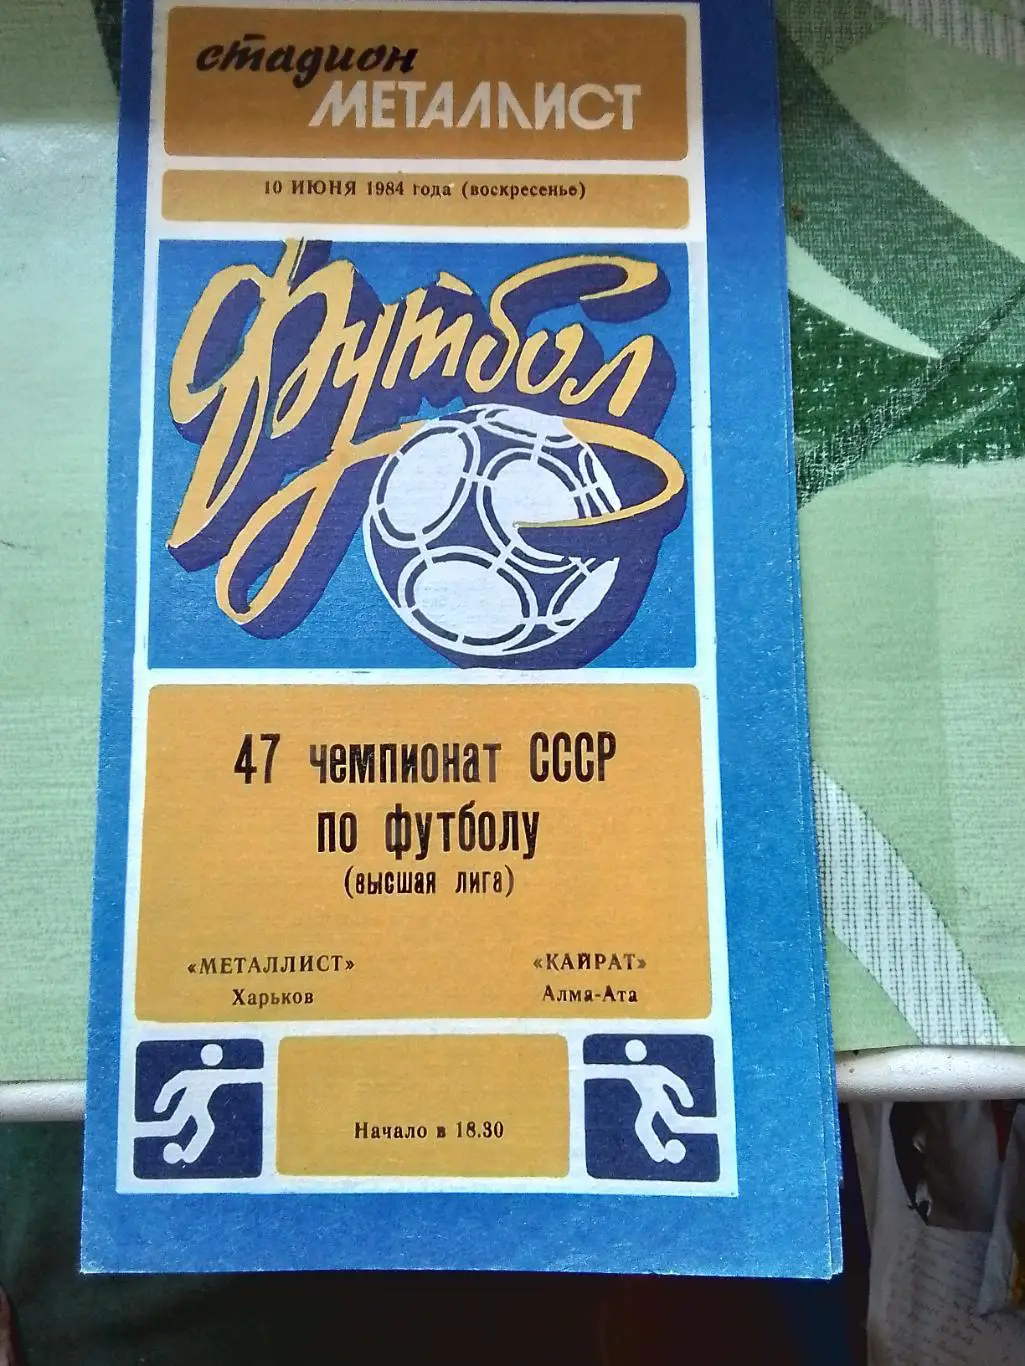 стадион
МЕТАЛЛИСТ
10 ИЮНЯ 1984 года (воскресенье)
футбол
47 чемпионат СССР
по футболу
(высшая лига)
«МЕТАЛЛИСТ» «КАЙРАТ»
Харьков Алма-Ата
Начало в 18.30